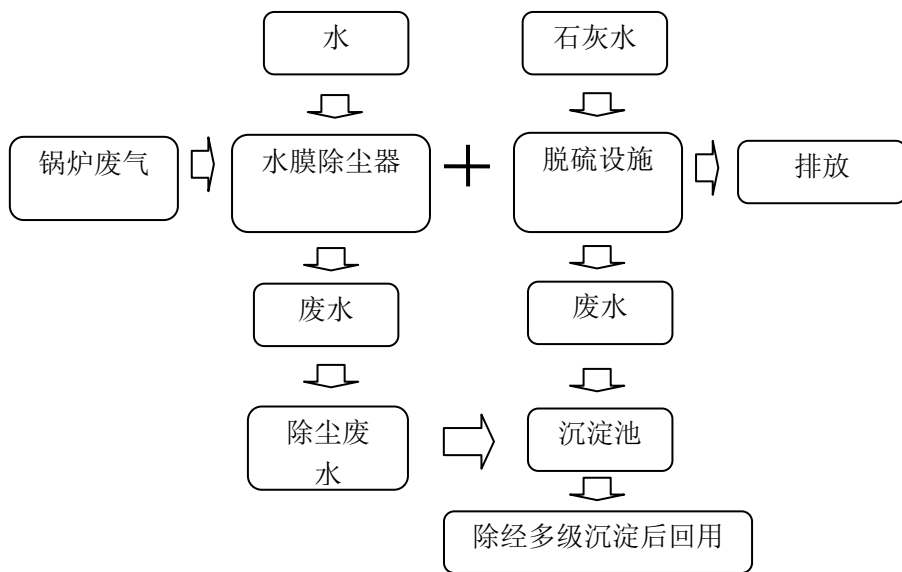 水
石灰水
锅炉废气
水膜除尘器
脱硫设施
排放
废水
废水
除尘废
水
沉淀池
除经多级沉淀后回用